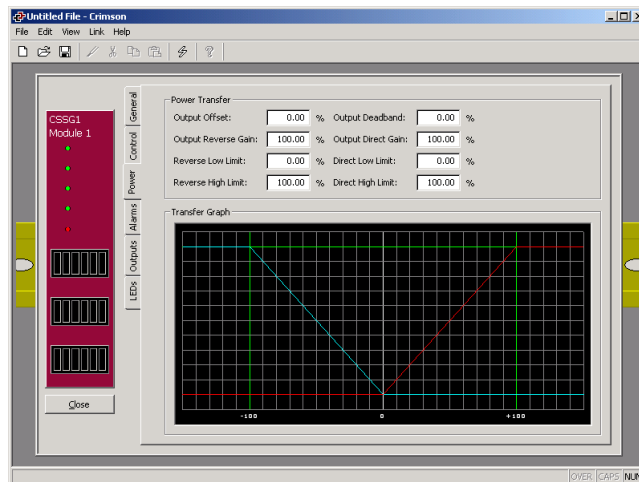 Untitled File - Crimson
File Edit View Link Help
CSSG1
Module 1
Close
General
Control
Power
Alarms
Outputs
LEDs
Power Transfer
Output Offset: 0.00 % Output Deadband: 0.00 %
Output Reverse Gain: 100.00 % Output Direct Gain: 100.00 %
Reverse Low Limit: 0.00 % Direct Low Limit: 0.00 %
Reverse High Limit: 100.00 % Direct High Limit: 100.00 %
Transfer Graph
-100 0 +100
OVER CAPS NUM